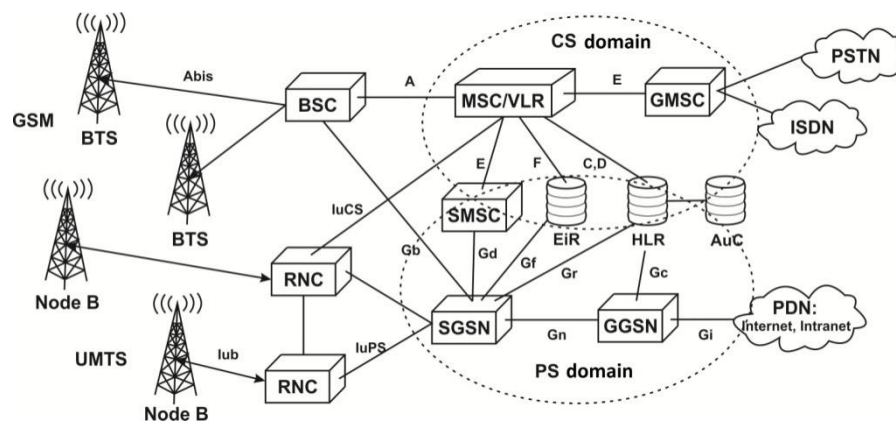 CS domain
PSTN
Abis
A
E
BSC
MSC/VLR
GMSC
GSM
BTS
ISDN
E
F
C,D
IuCS
SMSC
BTS
EiR
HLR
AuC
Gb
Gd
Gf
Gr
Gc
RNC
Node B
SGSN
GGSN
PDN:
Internet, Intranet
Gn
Gi
UMTS
Iub
IuPS
RNC
PS domain
Node B